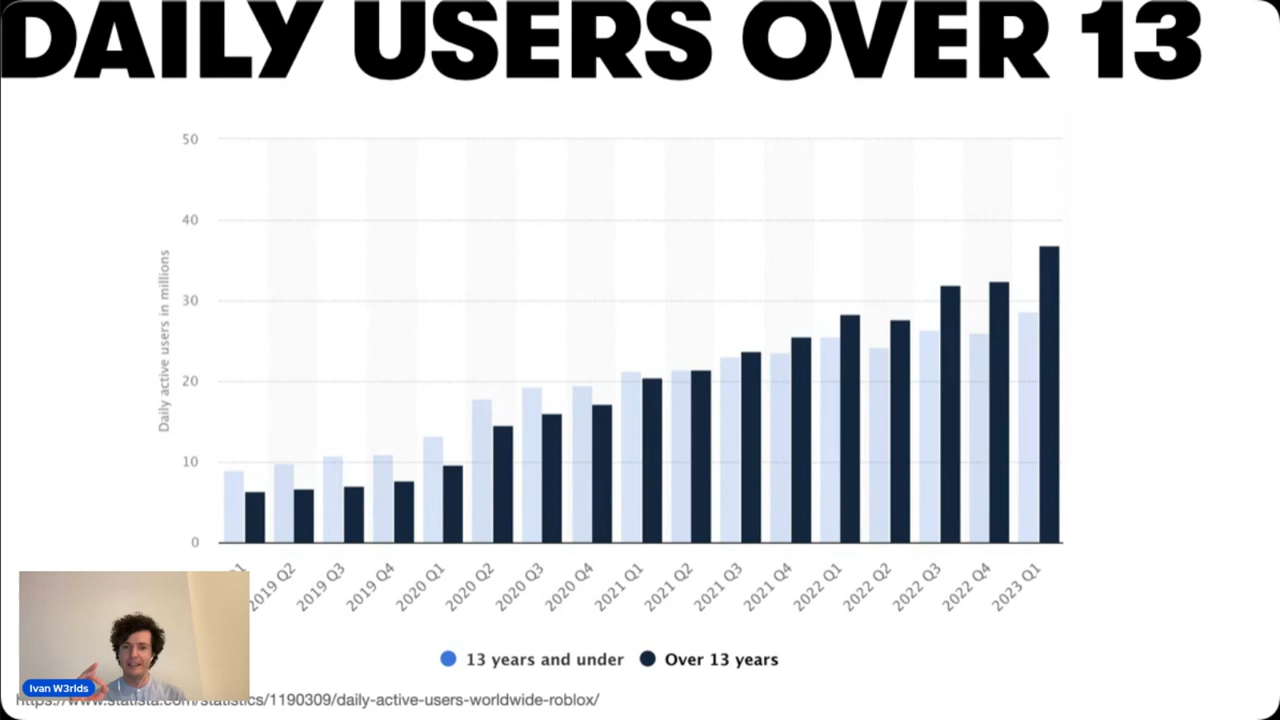 DAILY USERS OVER 13
50
40
30
20
10
0
Daily active users in millions
2019 Q2
2019 Q3
2019 Q4
2020 Q1
2020 Q2
2020 Q3
2020 Q4
2021 Q1
2021 Q2
2021 Q3
2021 Q4
2022 Q1
2022 Q2
2022 Q3
2022 Q4
2023 Q1
13 years and under
Over 13 years
Ivan W3rlds
https://www.statista.com/statistics/1190309/daily-active-users-worldwide-roblox/